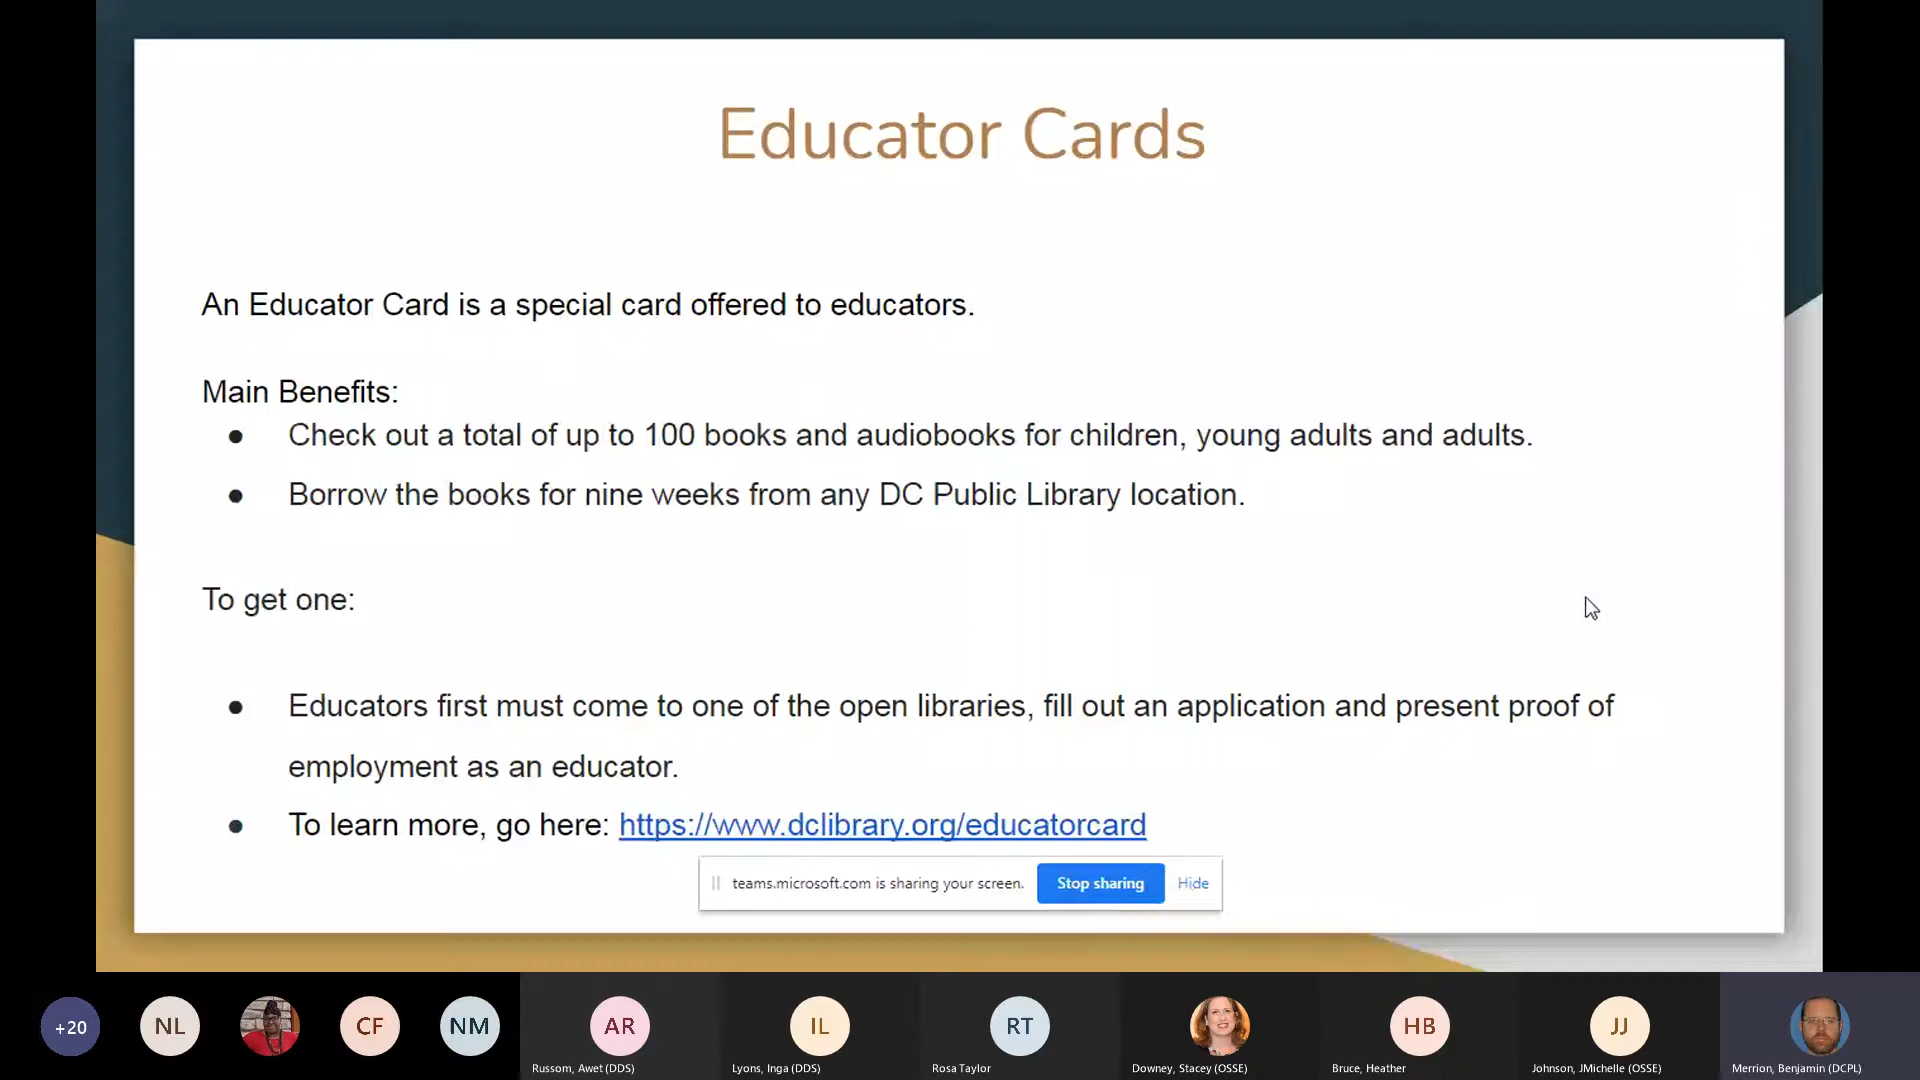 Educator Cards
An Educator Card is a special card offered to educators.
Main Benefits:
● Check out a total of up to 100 books and audiobooks for children, young adults and adults.
● Borrow the books for nine weeks from any DC Public Library location.
To get one:
● Educators first must come to one of the open libraries, fill out an application and present proof of
employment as an educator.
● To learn more, go here: https://www.dclibrary.org/educatorcard
teams.microsoft.com is sharing your screen. Stop sharing Hide
+20 NL CF NM AR IL RT HB JJ
Russom, Awet (DDS) Lyons, Inga (DDS) Rosa Taylor Downey, Stacey (OSSE) Bruce, Heather Johnson, JMichelle (OSSE) Merrion, Benjamin (DCPL)